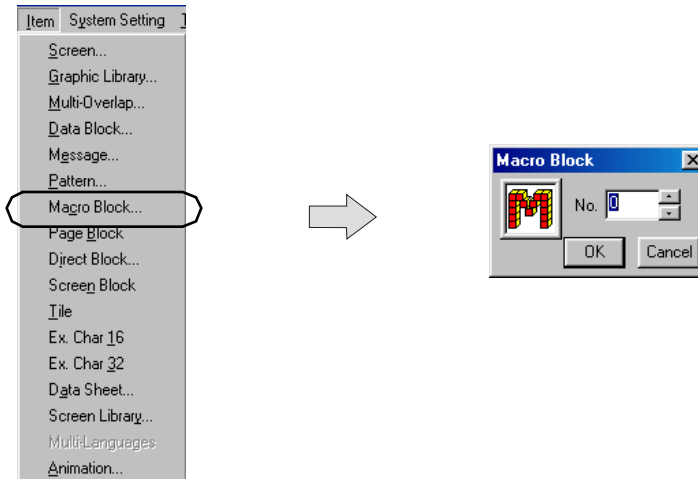 Item System Setting
Screen...
Graphic Library...
Multi-Overlap...
Data Block...
Message...
Pattern...
Macro Block...
Page Block
Direct Block...
Screen Block
Tile
Ex. Char 16
Ex. Char 32
Data Sheet...
Screen Library...
Multi-Languages
Animation...
Macro Block
No. 0
OK Cancel